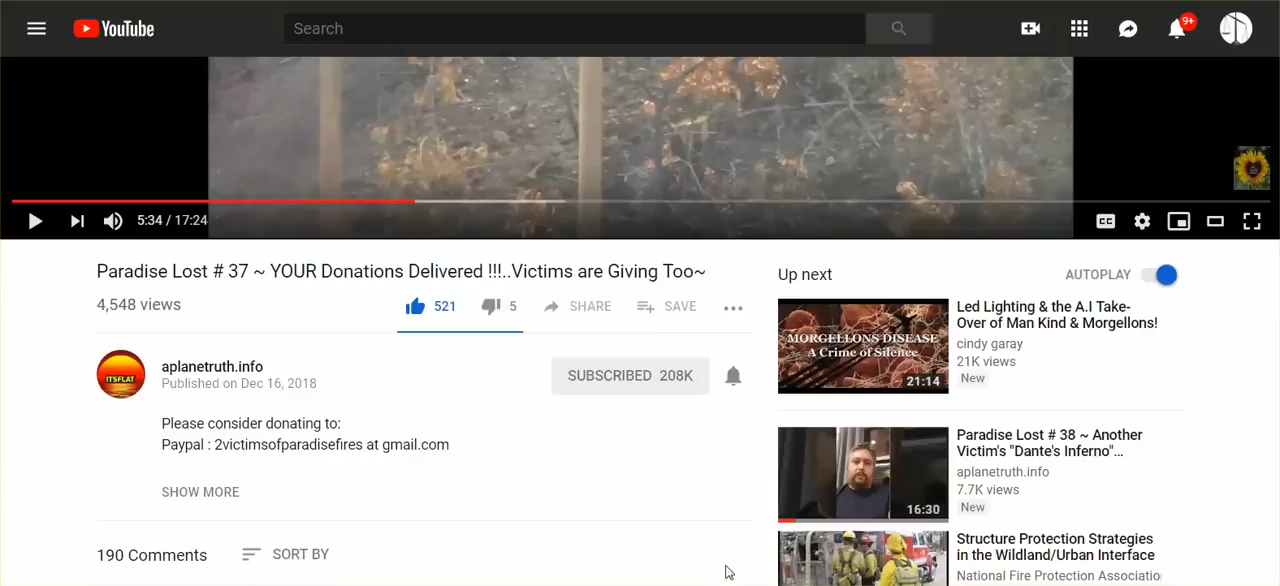 YouTube
Search
9+
5:34 / 17:24
CC
Paradise Lost # 37 ~ YOUR Donations Delivered !!!..Victims are Giving Too~
4,548 views
521
5
SHARE
SAVE
ITSFLAT
aplanetruth.info
Published on Dec 16, 2018
SUBSCRIBED 208K
Please consider donating to:
Paypal : 2victimsofparadisefires at gmail.com
SHOW MORE
190 Comments
SORT BY
Up next
AUTOPLAY
MORGELLONS DISEASE
A Crime of Silence
21:14
Led Lighting & the A.I Take-
Over of Man Kind & Morgellons!
cindy garay
21K views
New
16:30
Paradise Lost # 38 ~ Another
Victim's "Dante's Inferno"...
aplanetruth.info
7.7K views
New
Structure Protection Strategies
in the Wildland/Urban Interface
National Fire Protection Associatio